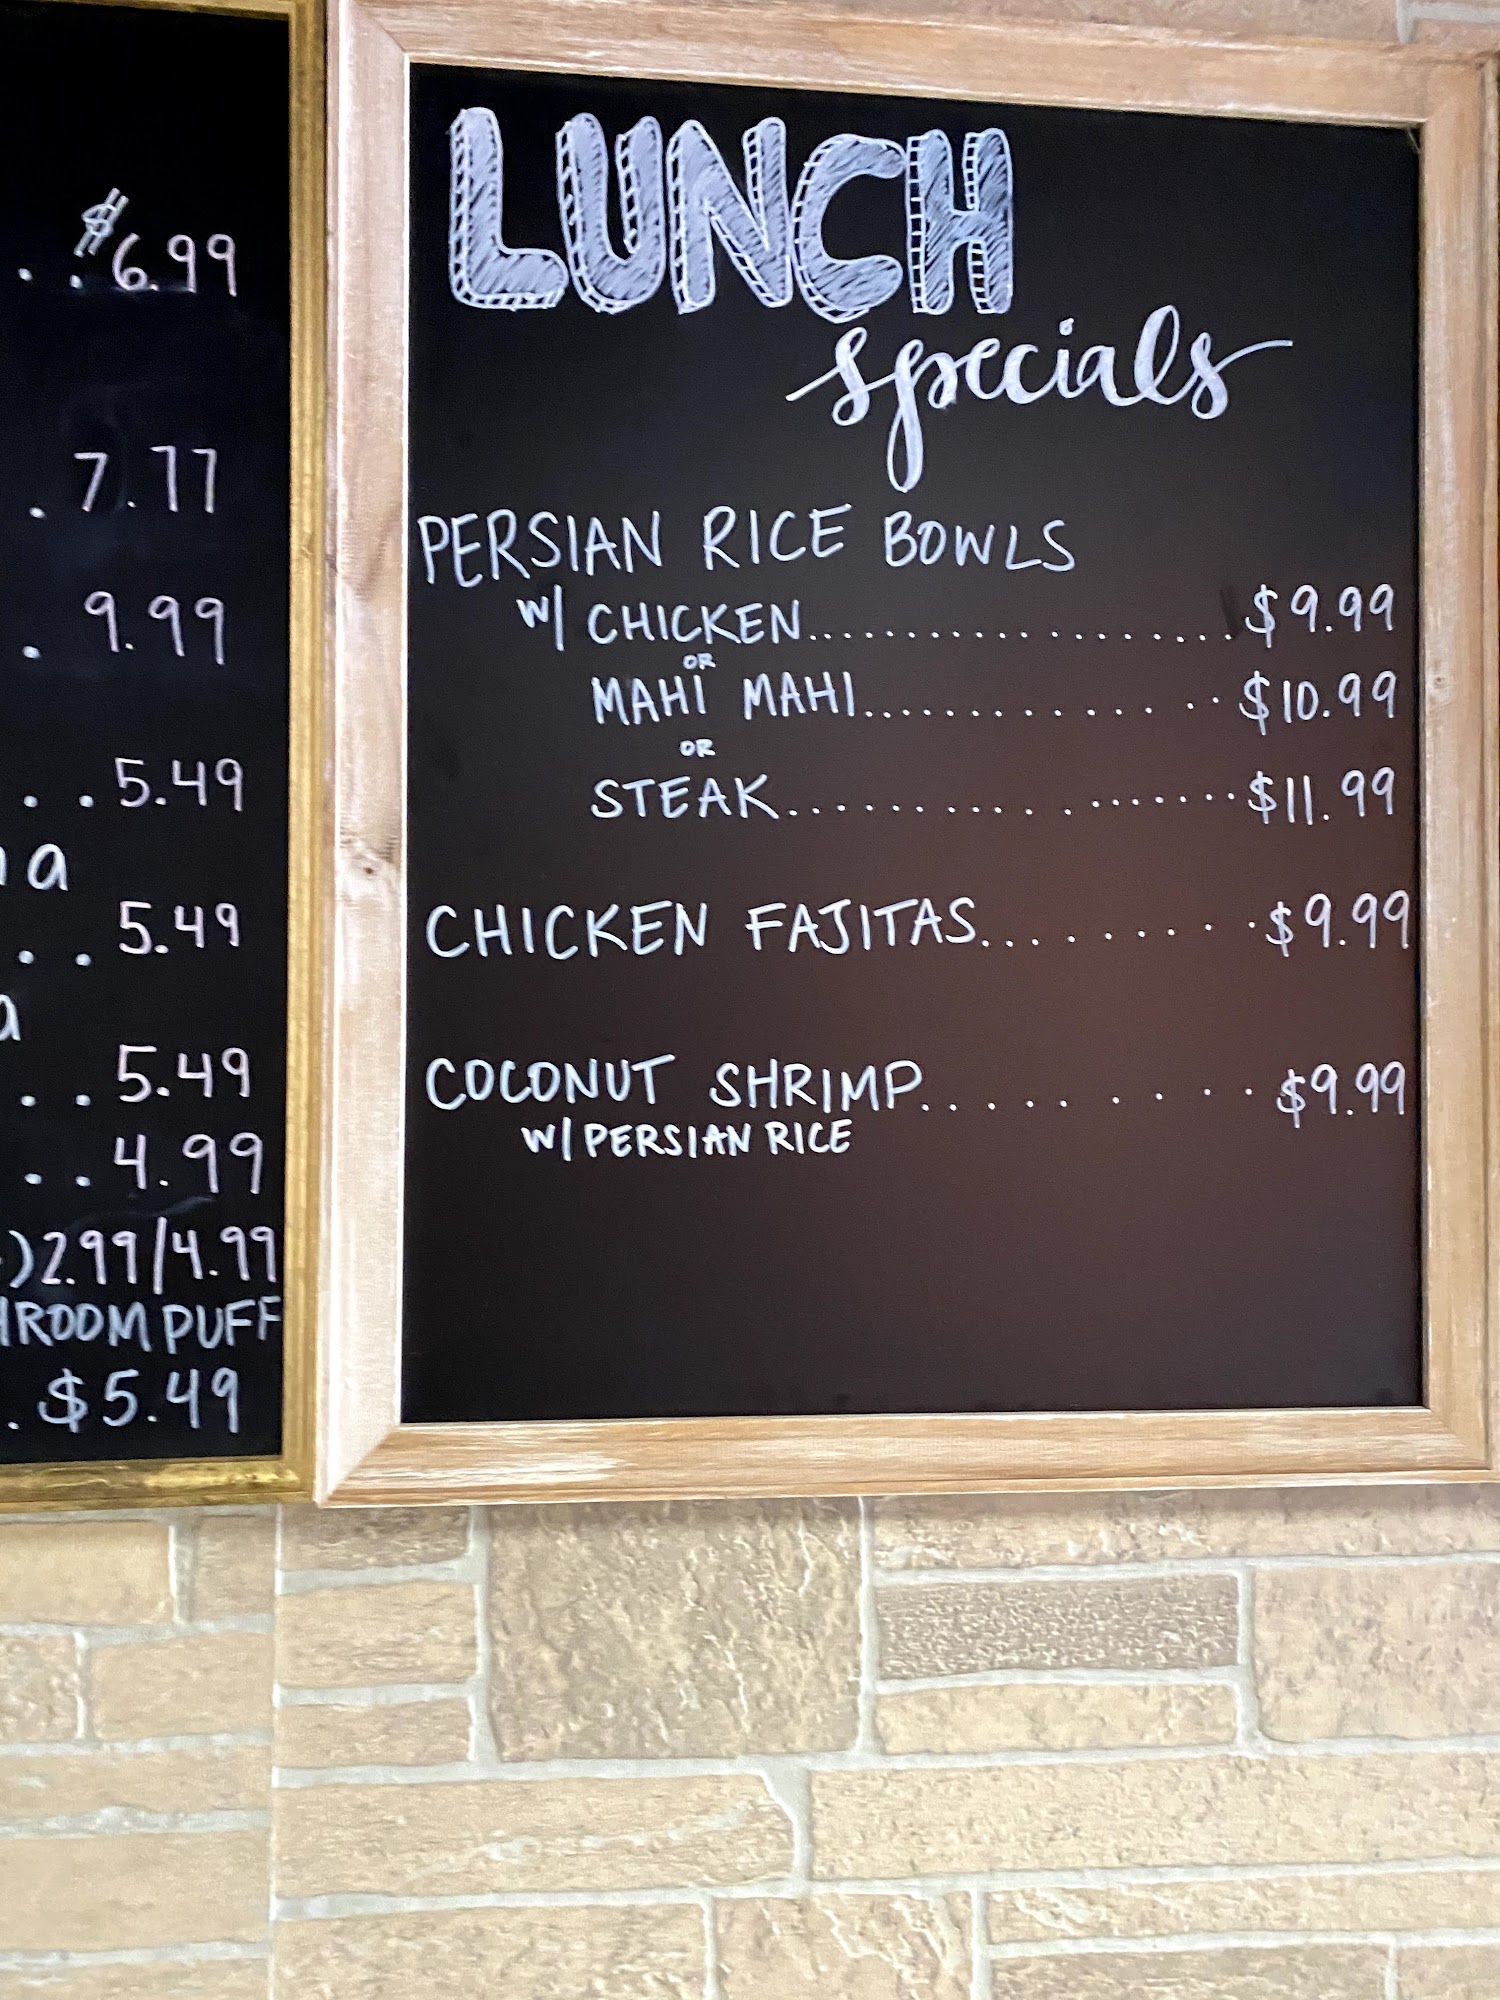 . . $6.99
. 7.77
. 9.99
. . 5.49
a
. . 5.49
a
. . 5.49
. . 4.99
) 2.99/4.99
HROOM PUFF
. $5.49
LUNCH
specials
PERSIAN RICE BOWLS
W/ CHICKEN....................$9.99
OR
MAHI MAHI...............$10.99
OR
STEAK...................$11.99
CHICKEN FAJITAS..........$9.99
COCONUT SHRIMP..........$9.99
W/ PERSIAN RICE